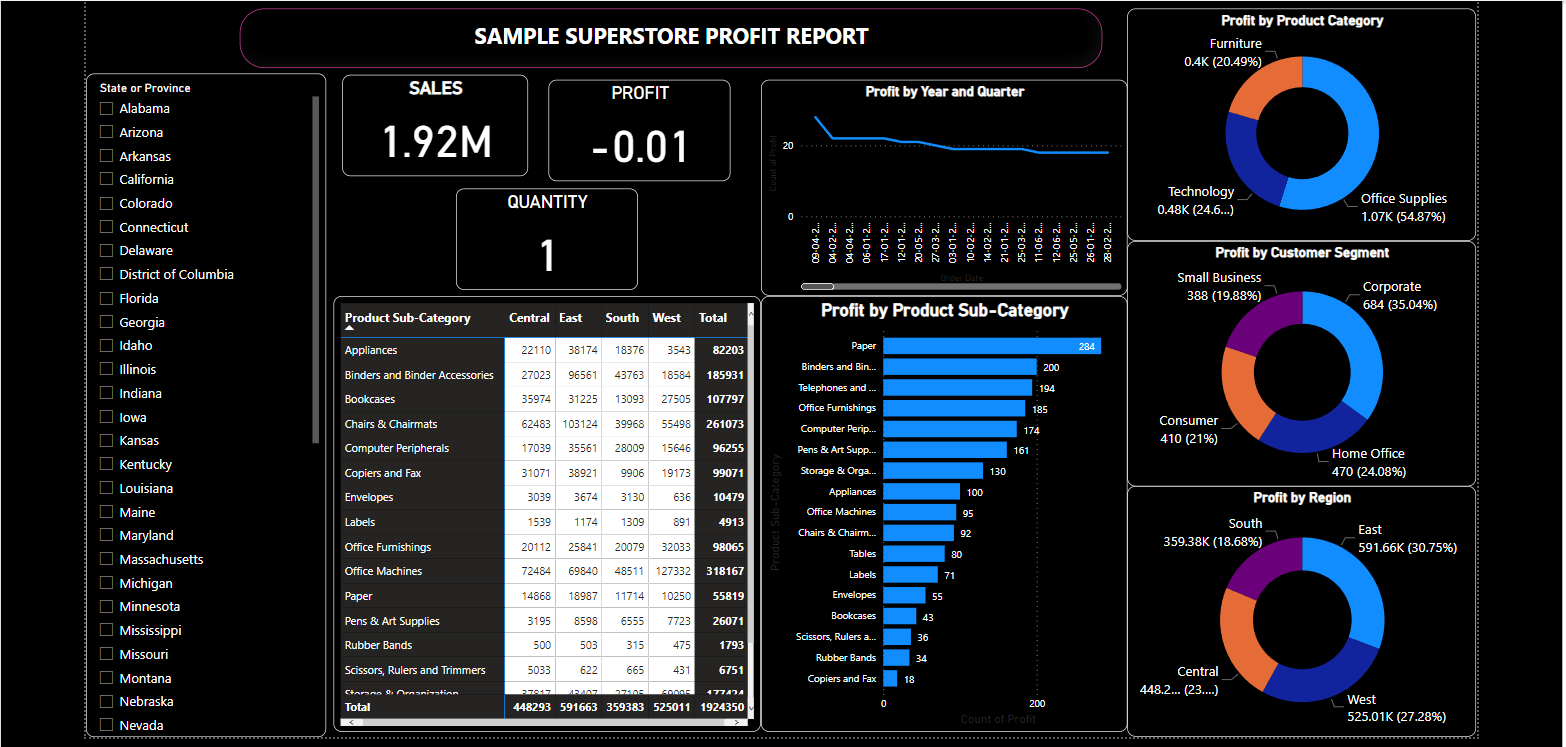 SAMPLE SUPERSTORE PROFIT REPORT
State or Province
Alabama
Arizona
Arkansas
California
Colorado
Connecticut
Delaware
District of Columbia
Florida
Georgia
Idaho
Illinois
Indiana
Iowa
Kansas
Kentucky
Louisiana
Maine
Maryland
Massachusetts
Michigan
Minnesota
Mississippi
Missouri
Montana
Nebraska
Nevada
SALES
1.92M
PROFIT
-0.01
QUANTITY
1
Product Sub-Category Central East South West Total
Appliances 22110 38174 18376 3543 82203
Binders and Binder Accessories 27023 96561 43763 18584 185931
Bookcases 35974 31225 13093 27505 107797
Chairs & Chairmats 62483 103124 39968 55498 261073
Computer Peripherals 17039 35561 28009 15646 96255
Copiers and Fax 31071 38921 9906 19173 99071
Envelopes 3039 3674 3130 636 10479
Labels 1539 1174 1309 891 4913
Office Furnishings 20112 25841 20079 32033 98065
Office Machines 72484 69840 48511 127332 318167
Paper 14868 18987 11714 10250 55819
Pens & Art Supplies 3195 8598 6555 7723 26071
Rubber Bands 500 503 315 475 1793
Scissors, Rulers and Trimmers 5033 622 665 431 6751
Storage & Organization 37817 43407 27105 69095 177424
Total 448293 591663 359383 525011 1924350
Profit by Year and Quarter
Count of Profit
20
0
09-04-2...
04-02-2...
04-04-2...
06-01-2...
17-01-2...
12-01-2...
20-05-2...
27-03-2...
03-01-2...
10-02-2...
14-02-2...
21-01-2...
25-03-2...
11-06-2...
12-06-2...
25-05-2...
26-01-2...
28-02-2...
Order Date
Profit by Product Sub-Category
Product Sub-Category
Paper 284
Binders and Bin... 200
Telephones and ... 194
Office Furnishings 185
Computer Perip... 174
Pens & Art Supp... 161
Storage & Orga... 130
Appliances 100
Office Machines 95
Chairs & Chairm... 92
Tables 80
Labels 71
Envelopes 55
Bookcases 43
Scissors, Rulers a... 36
Rubber Bands 34
Copiers and Fax 18
0 200
Count of Profit
Profit by Product Category
Furniture
0.4K (20.49%)
Technology
0.48K (24.6...)
Office Supplies
1.07K (54.87%)
Profit by Customer Segment
Small Business
388 (19.88%)
Corporate
684 (35.04%)
Consumer
410 (21%)
Home Office
470 (24.08%)
Profit by Region
South
359.38K (18.68%)
East
591.66K (30.75%)
Central
448.2... (23....)
West
525.01K (27.28%)